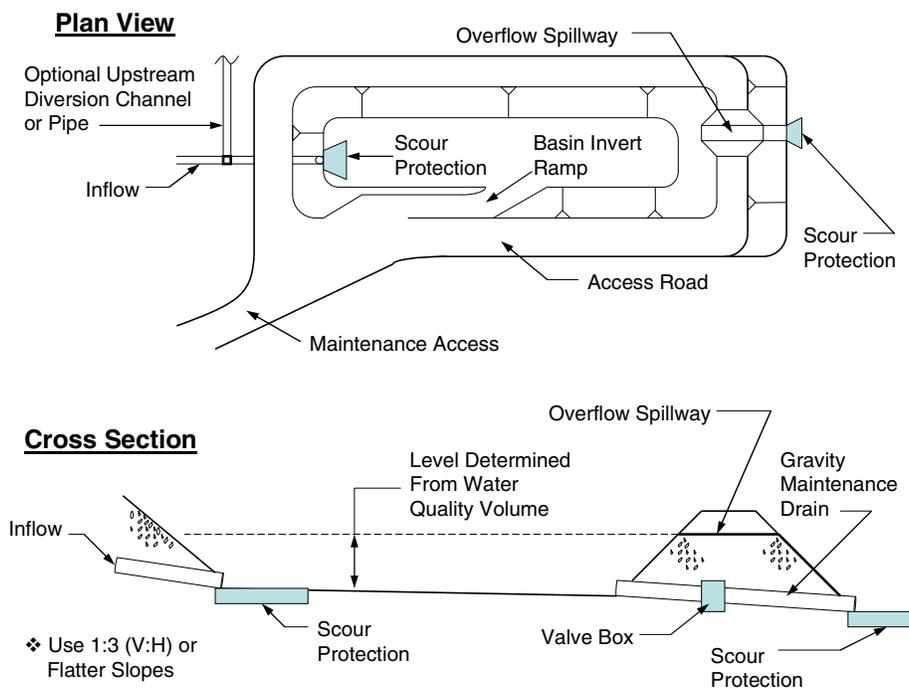 Plan View
Overflow Spillway
Optional Upstream
Diversion Channel
or Pipe
Scour
Protection
Basin Invert
Ramp
Inflow
Scour
Protection
Access Road
Maintenance Access
Cross Section
Overflow Spillway
Level Determined
From Water
Quality Volume
Gravity
Maintenance
Drain
Inflow
Scour
Protection
Valve Box
Scour
Protection
❖ Use 1:3 (V:H) or
Flatter Slopes